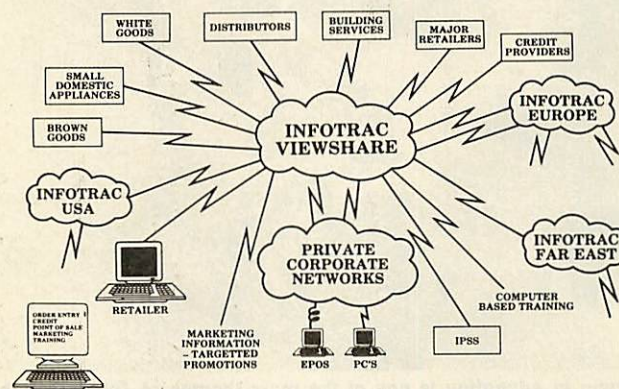 WHITE
GOODS
DISTRIBUTORS
BUILDING
SERVICES
MAJOR
RETAILERS
CREDIT
PROVIDERS
SMALL
DOMESTIC
APPLIANCES
BROWN
GOODS
INFOTRAC
VIEWSHARE
INFOTRAC
EUROPE
INFOTRAC
USA
INFOTRAC
FAR EAST
RETAILER
PRIVATE
CORPORATE
NETWORKS
COMPUTER
BASED TRAINING
ORDER ENTRY
CREDIT
POINT OF SALE
MARKETING
TRAINING
MARKETING
INFORMATION
– TARGETTED
PROMOTIONS
EPOS
PC'S
IPSS